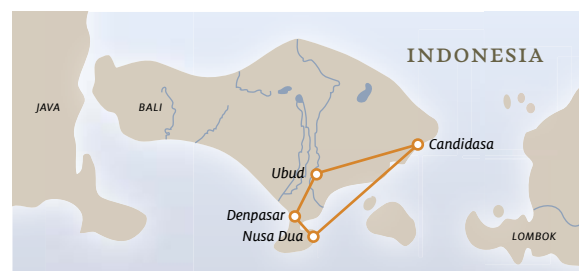 INDONESIA
JAVA
BALI
Candidasa
Ubud
Denpasar
Nusa Dua
LOMBOK